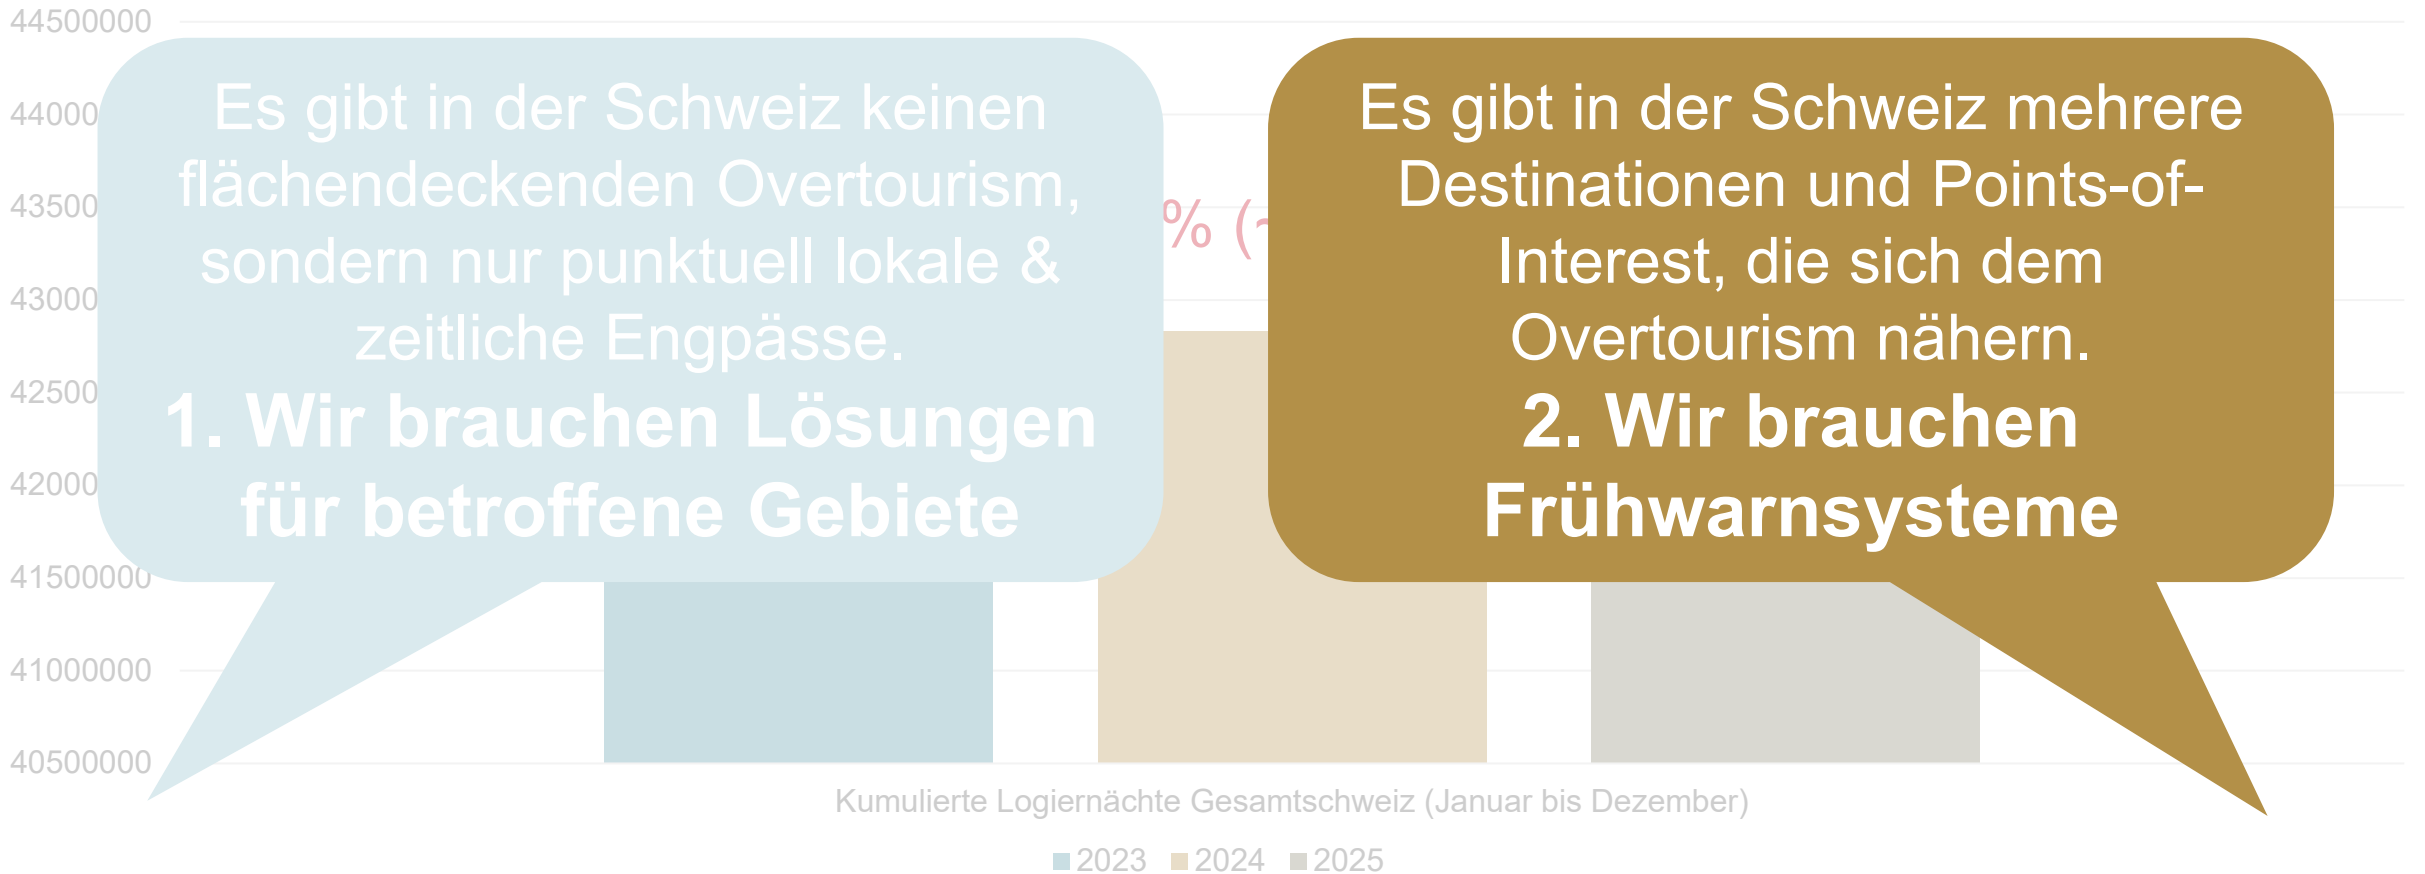 44500000
44000
43500
43000
42500
42000
41500000
41000000
40500000
Es gibt in der Schweiz keinen
flächendeckenden Overtourism,
sondern nur punktuell lokale &
zeitliche Engpässe.
1. Wir brauchen Lösungen
für betroffene Gebiete
% (~
Es gibt in der Schweiz mehrere
Destinationen und Points-of-
Interest, die sich dem
Overtourism nähern.
2. Wir brauchen
Frühwarnsysteme
Kumulierte Logiernächte Gesamtschweiz (Januar bis Dezember)
2023 2024 2025